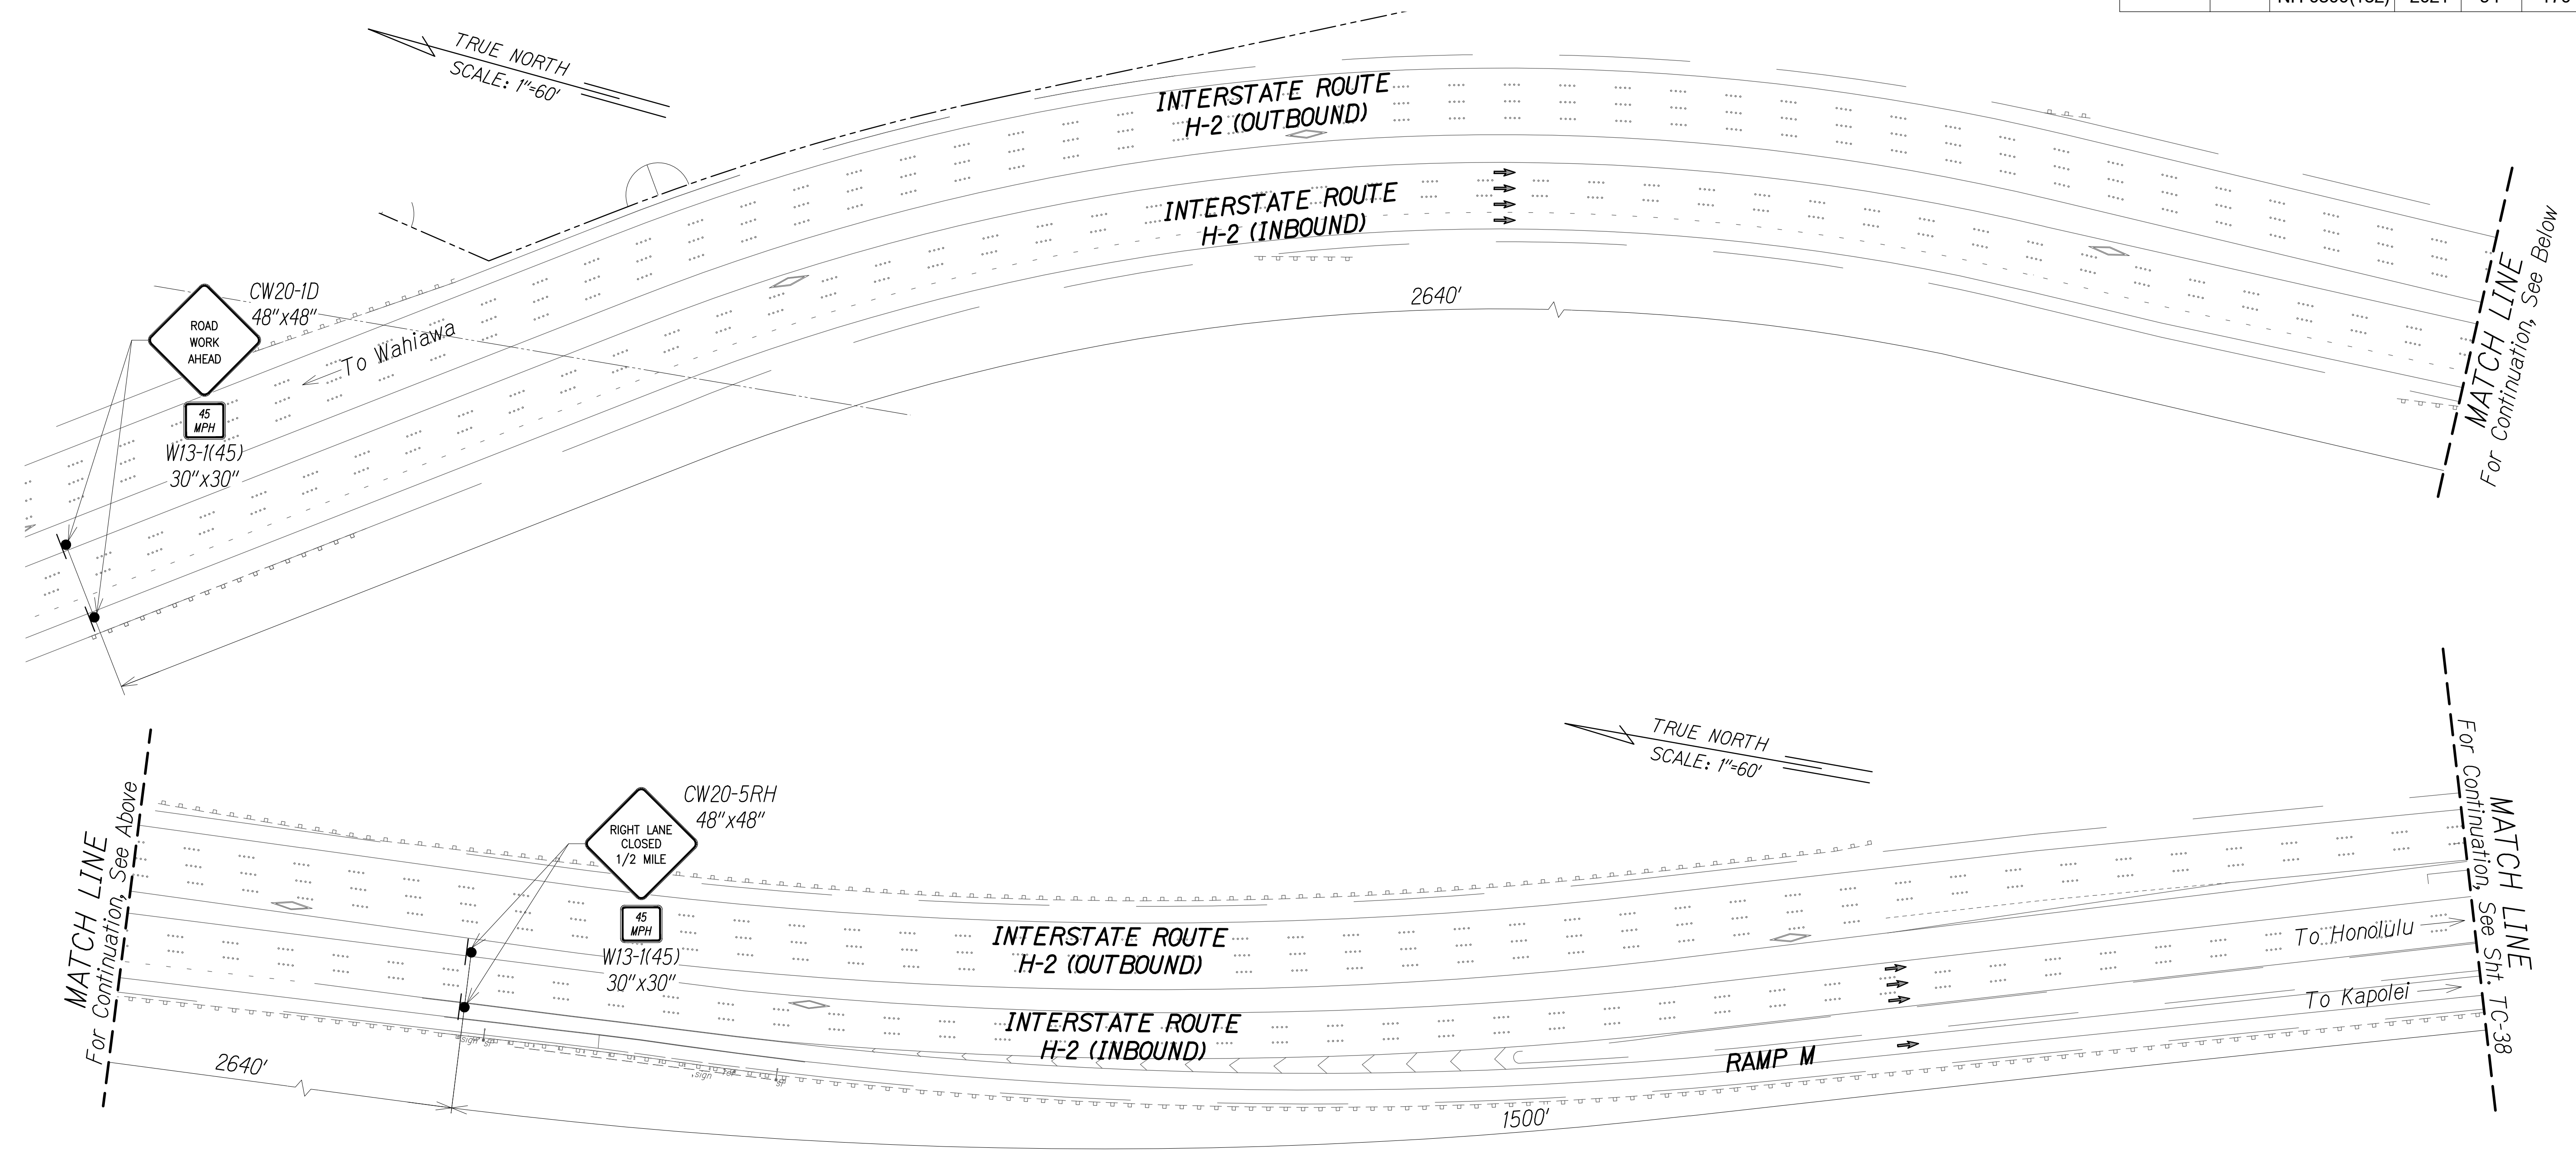 2021
TRUE NORTH
SCALE: 1"=60'
INTERSTATE ROUTE
H-2 (OUTBOUND)
INTERSTATE ROUTE
H-2 (INBOUND)
CW20-1D
48"x48"
ROAD
WORK
AHEAD
To Wahiawa
45
MPH
W13-1(45)
30"x30"
2640'
MATCH LINE
For Continuation, See Below
TRUE NORTH
SCALE: 1"=60'
MATCH LINE
For Continuation, See Above
CW20-5RH
48"x48"
RIGHT LANE
CLOSED
1/2 MILE
45
MPH
W13-1(45)
30"x30"
INTERSTATE ROUTE
H-2 (OUTBOUND)
INTERSTATE ROUTE
H-2 (INBOUND)
To Honolulu
To Kapolei
RAMP M
sign
sign
2640'
1500'
MATCH LINE
For Continuation, See Sht. TC-38